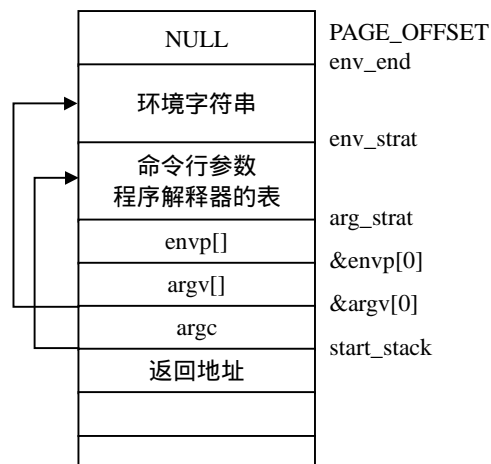 NULL
PAGE_OFFSET
env_end
环境字符串
env_strat
命令行参数
程序解释器的表
arg_strat
envp[]
&envp[0]
argv[]
&argv[0]
argc
start_stack
返回地址